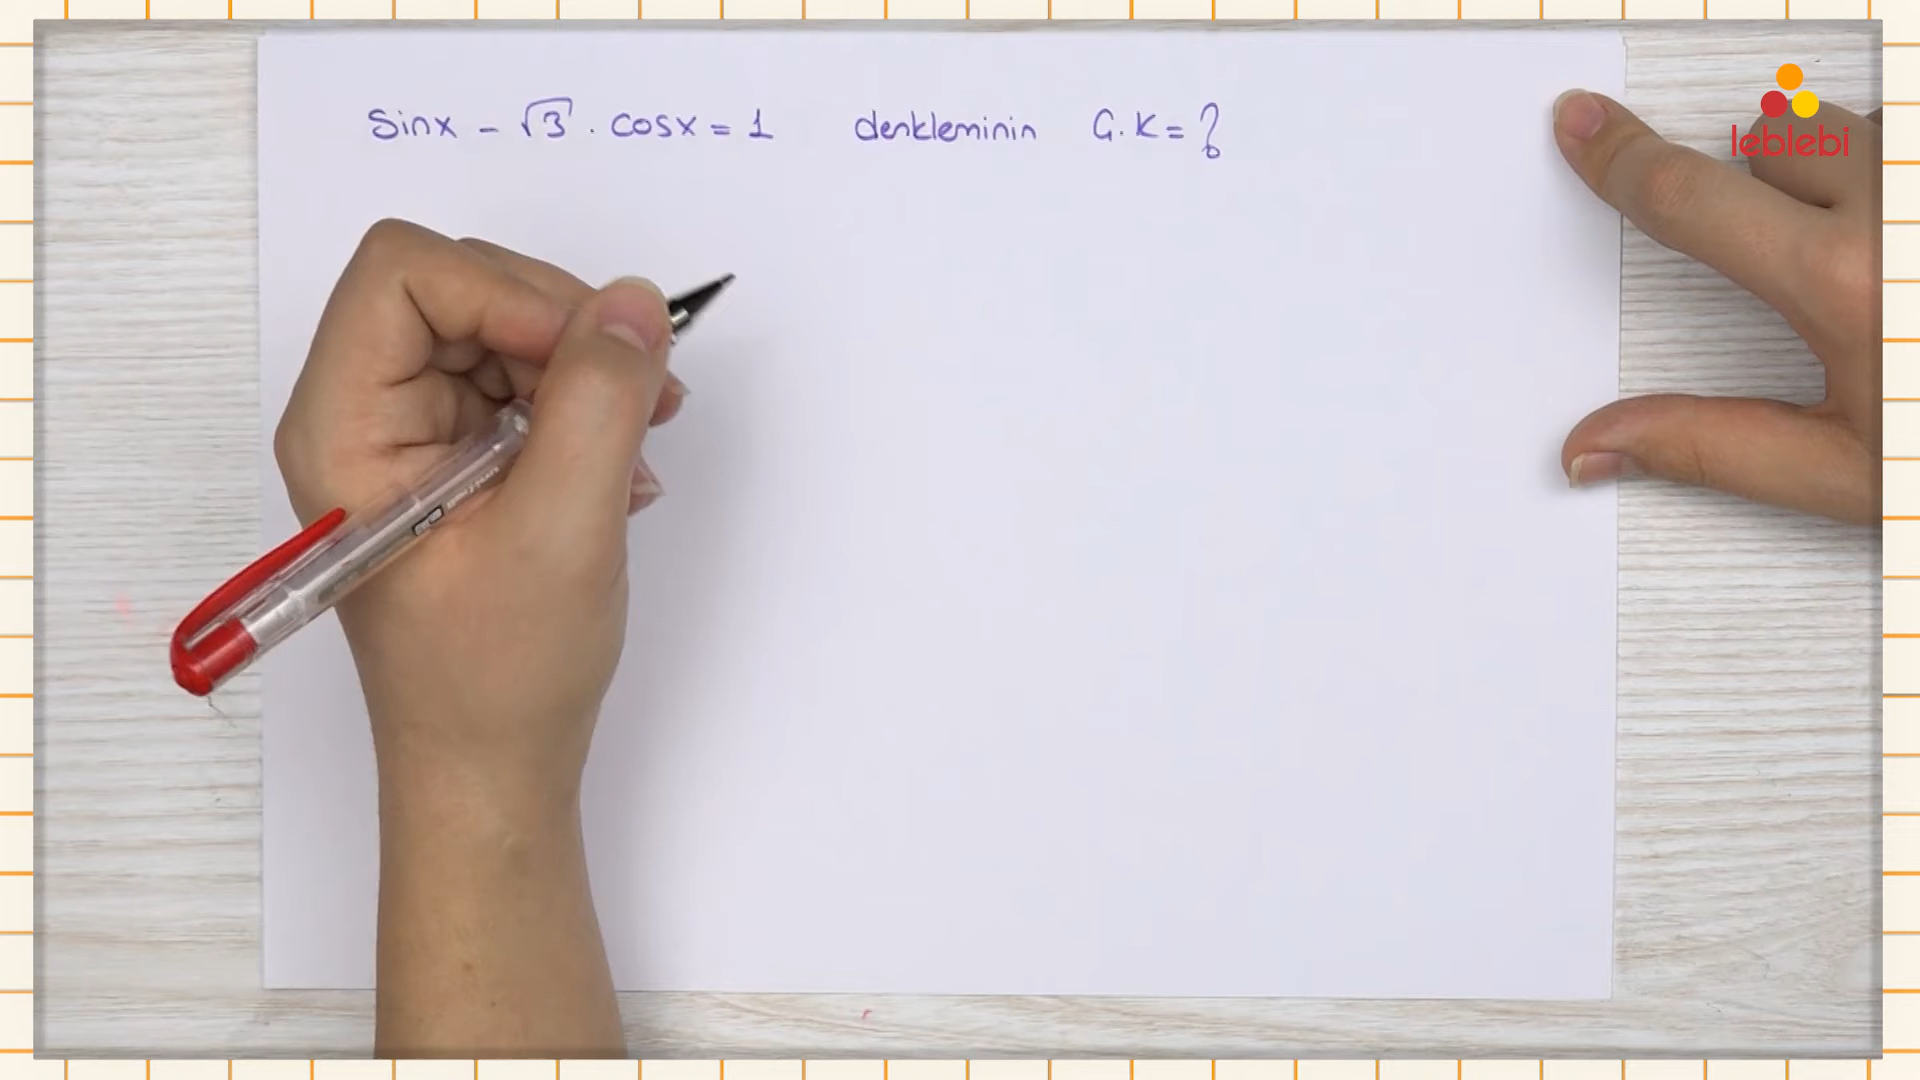 Sinx - √3 . cosx = 1 denkleminin G.K = ?
leblebi